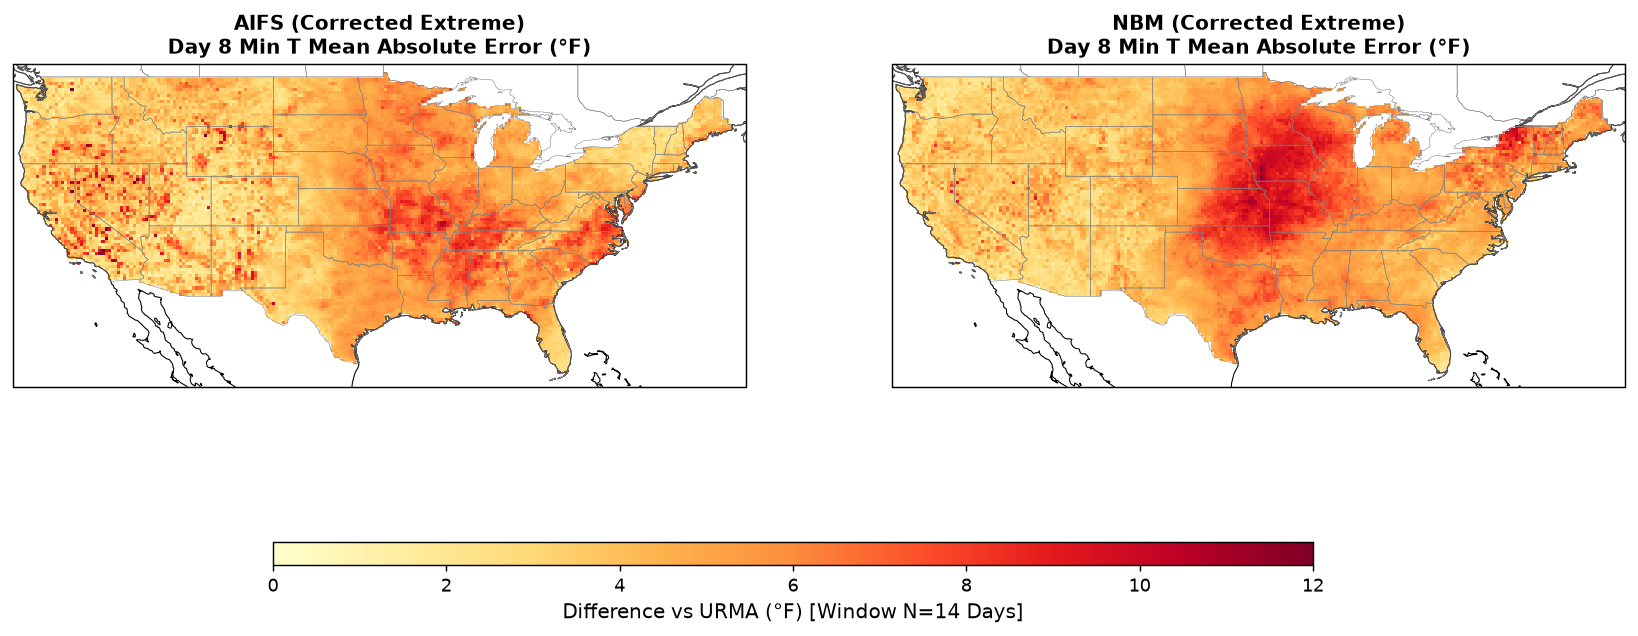 AIFS (Corrected Extreme)
Day 8 Min T Mean Absolute Error (°F)
NBM (Corrected Extreme)
Day 8 Min T Mean Absolute Error (°F)
0 2 4 6 8 10 12
Difference vs URMA (°F) [Window N=14 Days]